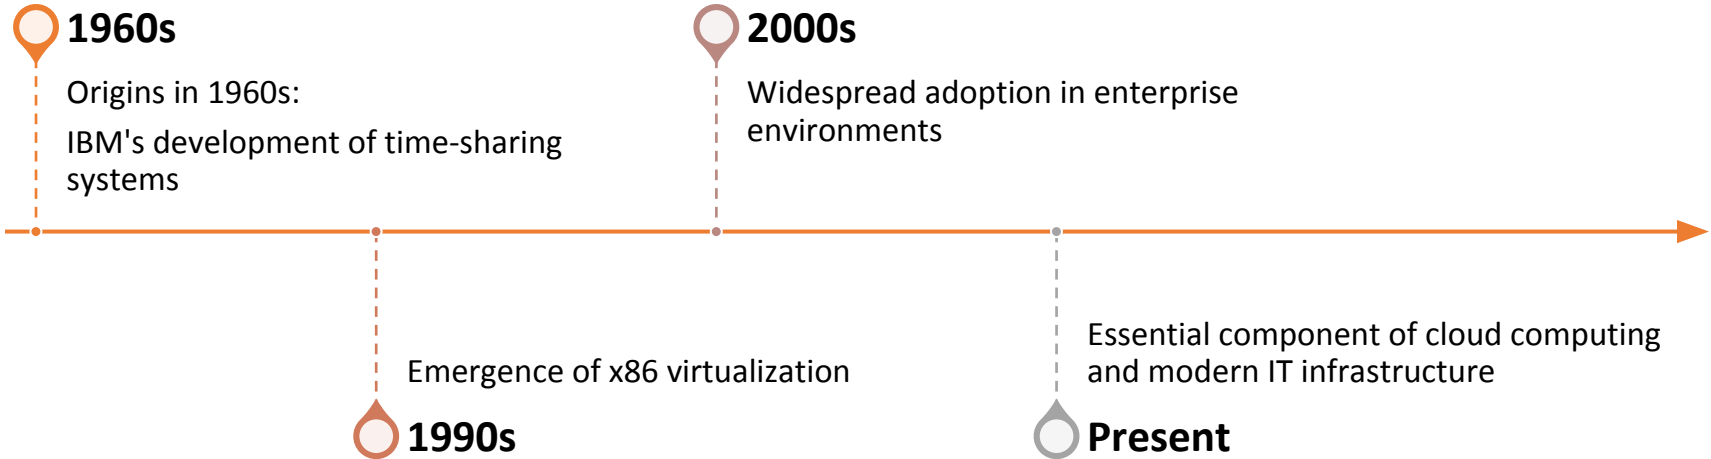 1960s
Origins in 1960s:
IBM's development of time-sharing
systems
1990s
Emergence of x86 virtualization
2000s
Widespread adoption in enterprise
environments
Present
Essential component of cloud computing
and modern IT infrastructure